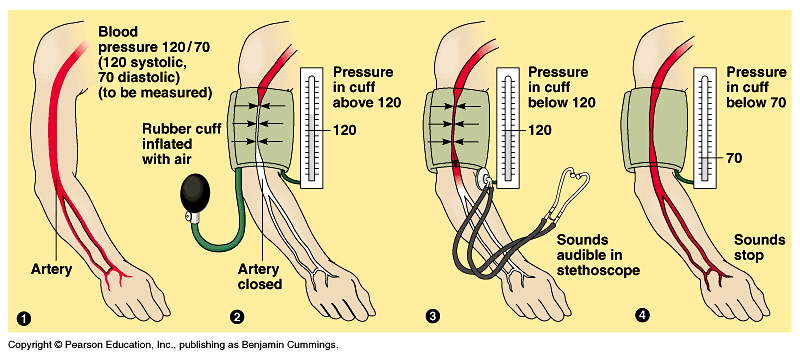 Blood
pressure 120/70
(120 systolic,
70 diastolic)
(to be measured)
Artery
1
Rubber cuff
inflated
with air
Pressure
in cuff
above 120
120
Artery
closed
2
Pressure
in cuff
below 120
120
Sounds
audible in
stethoscope
3
Pressure
in cuff
below 70
70
Sounds
stop
4
Copyright © Pearson Education, Inc., publishing as Benjamin Cummings.